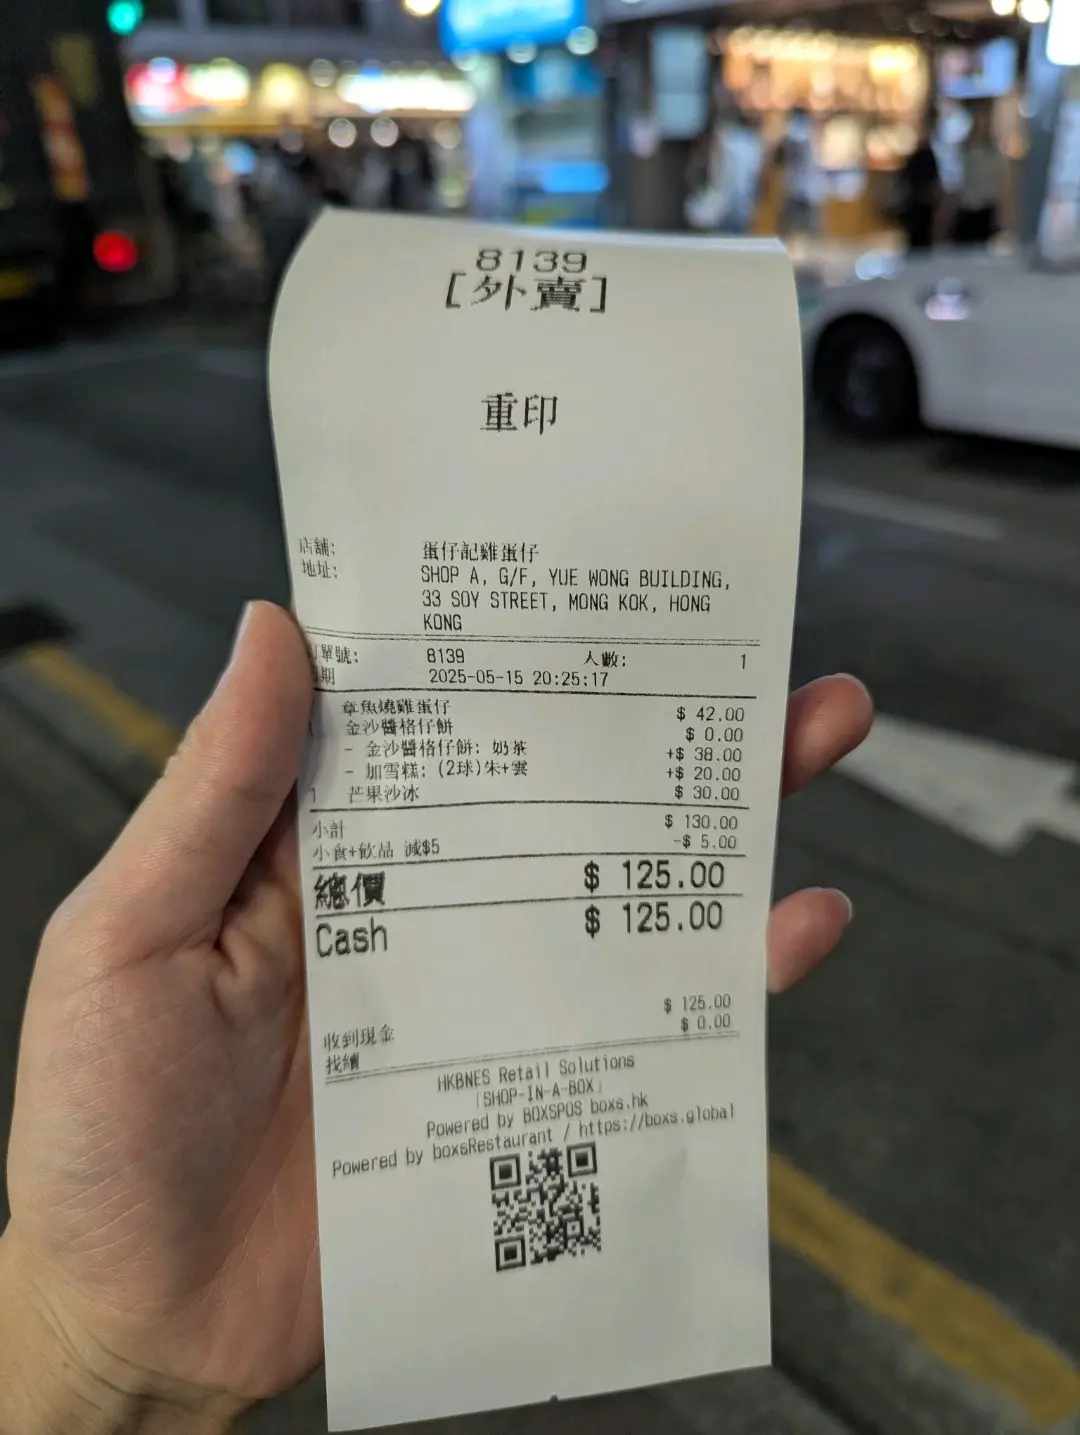 8139
[外賣]
重印
店舖: 蛋仔記雞蛋仔
地址: SHOP A, G/F, YUE WONG BUILDING,
33 SOY STREET, MONG KOK, HONG
KONG
單號: 8139 人數: 1
期 2025-05-15 20:25:17
章魚燒雞蛋仔 $ 42.00
金沙醬格仔餅 $ 0.00
- 金沙醬格仔餅: 奶茶 +$ 38.00
- 加雪糕: (2球)朱+雲 +$ 20.00
1 芒果沙冰 $ 30.00
小計 $ 130.00
小食+飲品 減$5 -$ 5.00
總價 $ 125.00
Cash $ 125.00
收到現金 $ 125.00
找續 $ 0.00
HKBNES Retail Solutions
「SHOP-IN-A-BOX」
Powered by BOXSPOS boxs.hk
Powered by boxsRestaurant / https://boxs.global